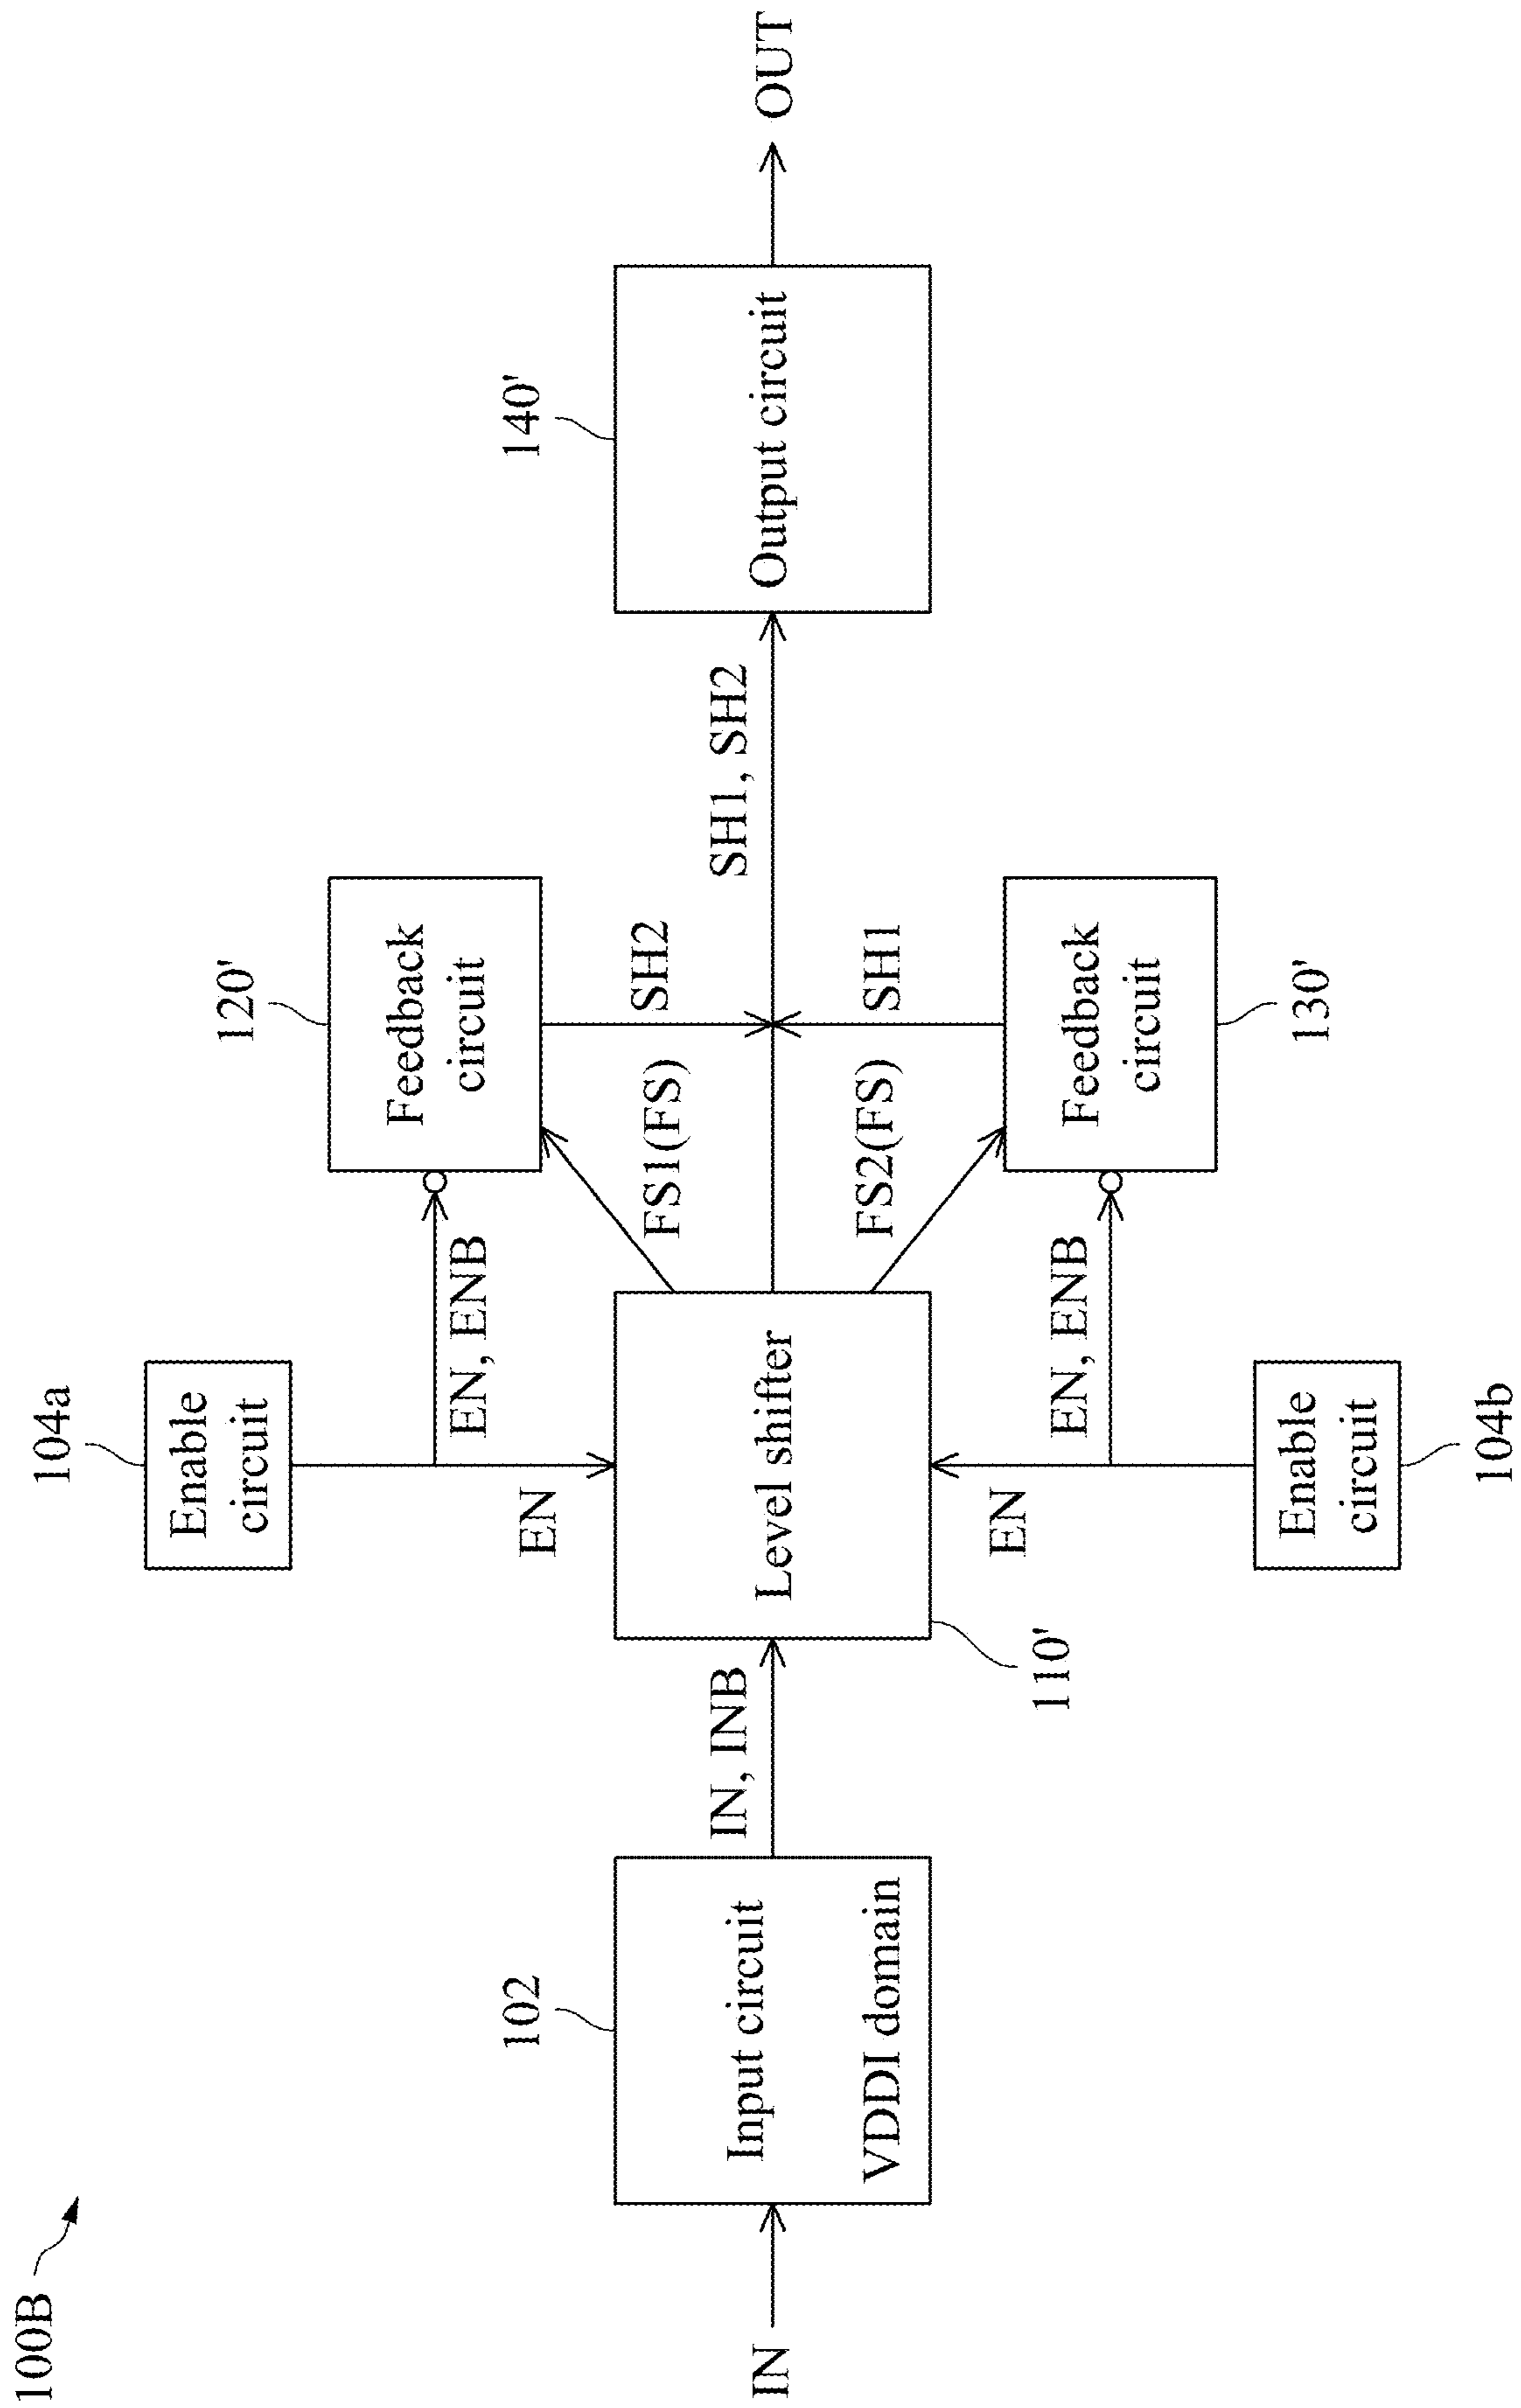 100B
104a
Enable
circuit
120'
Feedback
circuit
EN, ENB
EN
FS1(FS)
SH2
140'
102
IN
Input circuit
VDDI domain
IN, INB
Level shifter
110'
SH1, SH2
Output circuit
OUT
EN
EN, ENB
FS2(FS)
SH1
Feedback
circuit
130'
Enable
circuit
104b